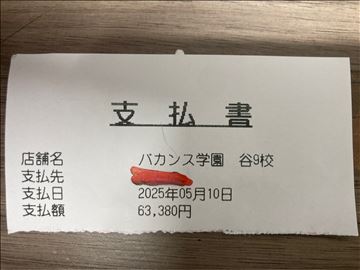 支払書
店舗名 バカンス学園 谷9校
支払先
支払日 2025年05月10日
支払額 63,380円